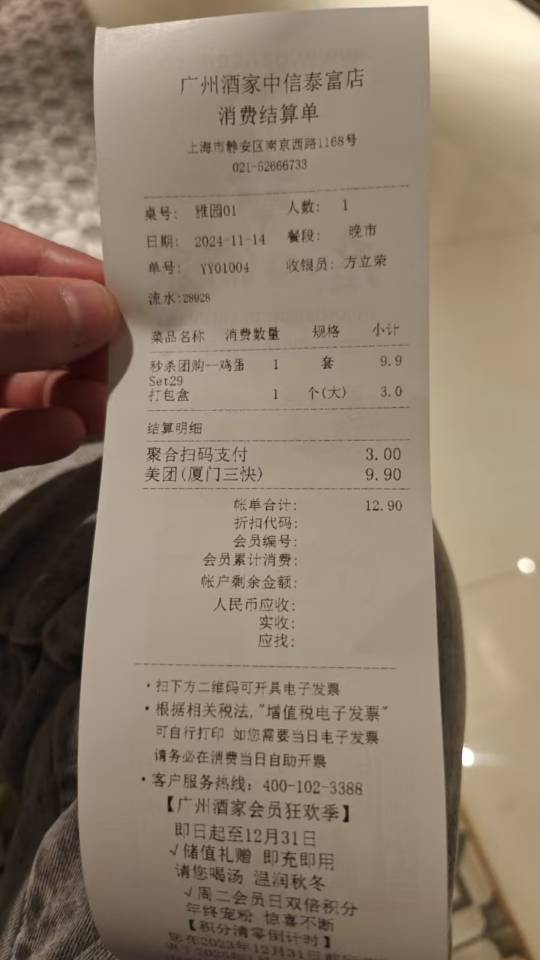 广州酒家中信泰富店
消费结算单
上海市静安区南京西路1168号
021-52666733
桌号: 雅园01 人数: 1
日期: 2024-11-14 餐段: 晚市
单号: YY01004 收银员: 方立荣
流水:28928
菜品名称 消费数量 规格 小计
秒杀团购--鸡蛋 1 套 9.9
Set29
打包盒 1 个(大) 3.0
结算明细
聚合扫码支付 3.00
美团(厦门三快) 9.90
帐单合计: 12.90
折扣代码:
会员编号:
会员累计消费:
帐户剩余金额:
人民币应收:
实收:
应找:
·扫下方二维码可开具电子发票
·根据相关税法,"增值税电子发票"
可自行打印 如您需要当日电子发票
请务必在消费当日自助开票
·客户服务热线: 400-102-3388
【广州酒家会员狂欢季】
即日起至12月31日
√储值礼赠 即充即用
请您喝汤 温润秋冬
√周二会员日双倍积分
年终宠粉 惊喜不断
【积分清零倒计时】
您在2023年12月31日前